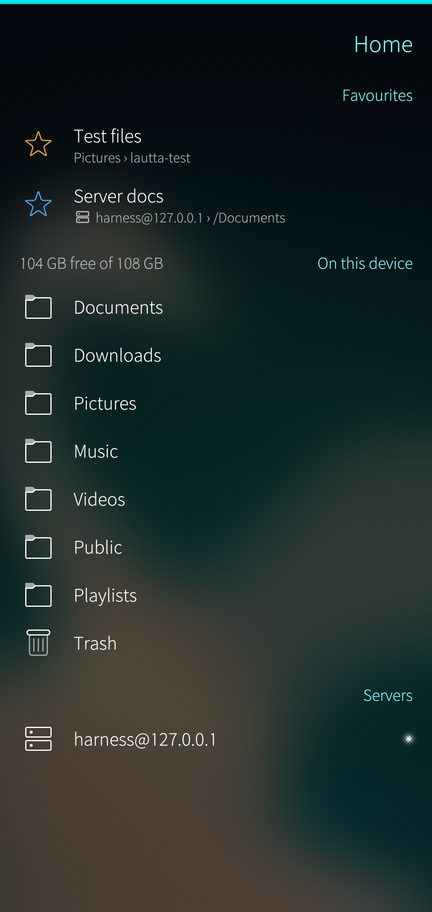 Home
Favourites
Test files
Pictures › lautta-test
Server docs
harness@127.0.0.1 › /Documents
104 GB free of 108 GB On this device
Documents
Downloads
Pictures
Music
Videos
Public
Playlists
Trash
Servers
harness@127.0.0.1